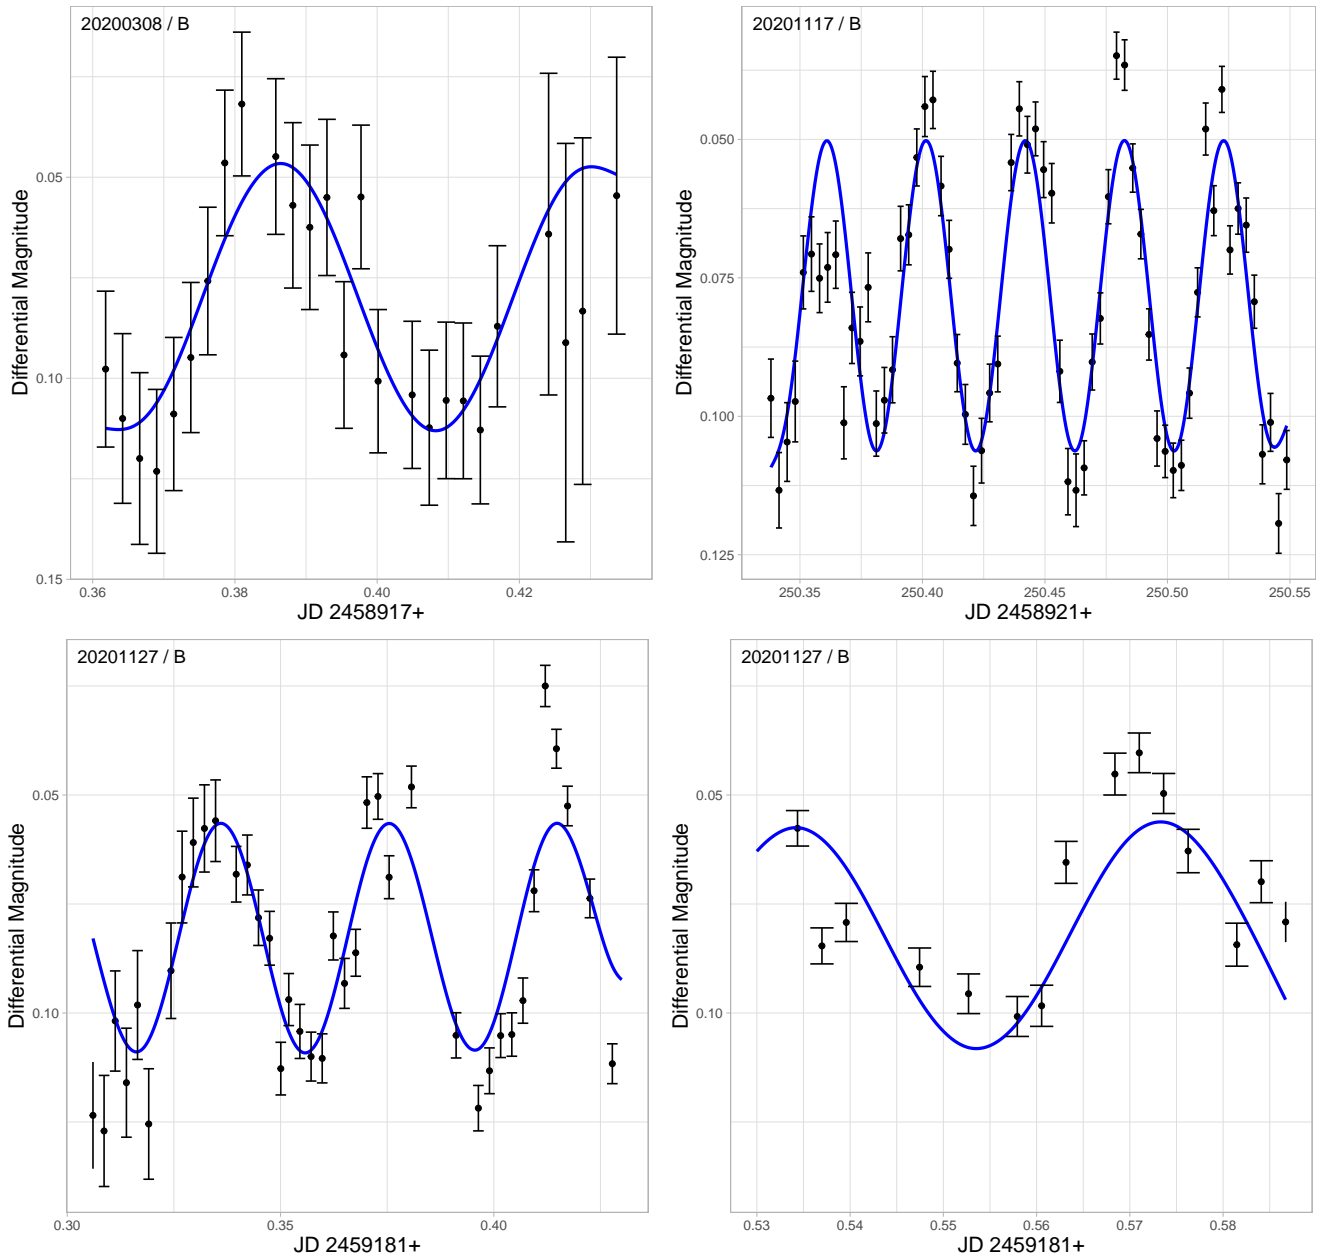 20200308 / B
Differential Magnitude
0.05
0.10
0.15
0.36
0.38
0.40
0.42
JD 2458917+
20201117 / B
Differential Magnitude
0.050
0.075
0.100
0.125
250.35
250.40
250.45
250.50
250.55
JD 2458921+
20201127 / B
Differential Magnitude
0.05
0.10
0.30
0.35
0.40
JD 2459181+
20201127 / B
Differential Magnitude
0.05
0.10
0.53
0.54
0.55
0.56
0.57
0.58
JD 2459181+